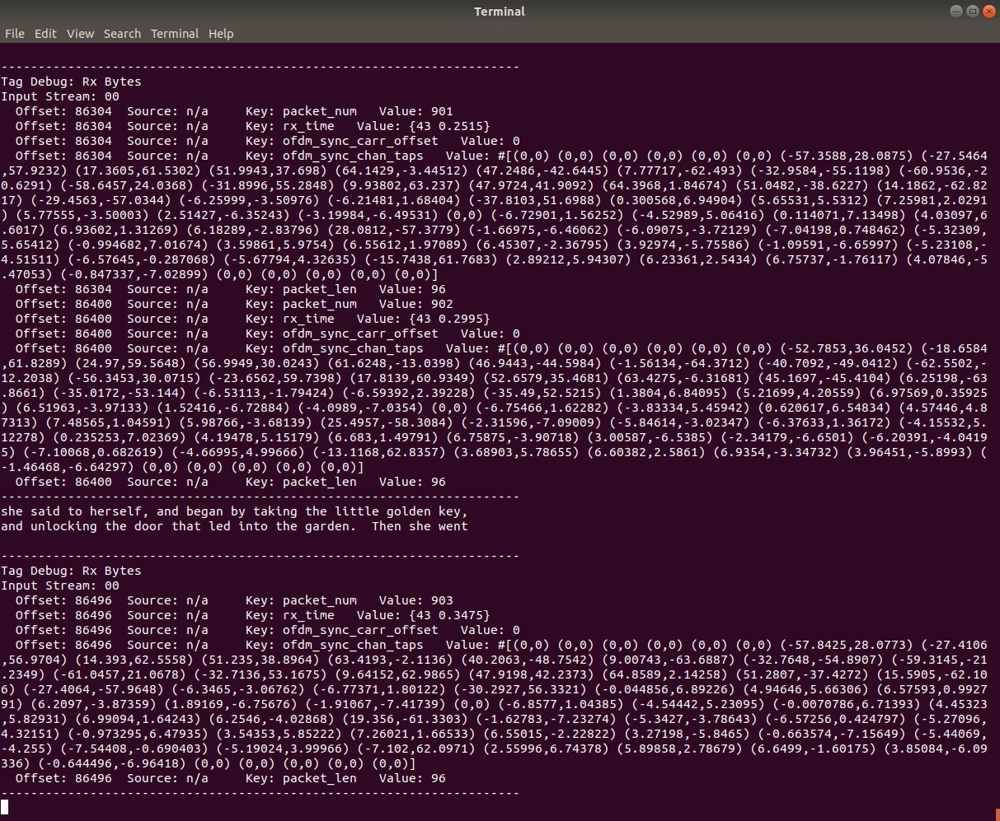 Terminal
File Edit View Search Terminal Help
----------------------------------------------------------------------
Tag Debug: Rx Bytes
Input Stream: 00
  Offset: 86304  Source: n/a     Key: packet_num   Value: 901
  Offset: 86304  Source: n/a     Key: rx_time   Value: {43 0.2515}
  Offset: 86304  Source: n/a     Key: ofdm_sync_carr_offset   Value: 0
  Offset: 86304  Source: n/a     Key: ofdm_sync_chan_taps   Value: #[(0,0) (0,0) (0,0) (0,0) (0,0) (0,0) (-57.3588,28.0875) (-27.5464
,57.9232) (17.3605,61.5302) (51.9943,37.698) (64.1429,-3.44512) (47.2486,-42.6445) (7.77717,-62.493) (-32.9584,-55.1198) (-60.9536,-2
0.6291) (-58.6457,24.0368) (-31.8996,55.2848) (9.93802,63.237) (47.9724,41.9092) (64.3968,1.84674) (51.0482,-38.6227) (14.1862,-62.82
17) (-29.4563,-57.0344) (-6.25999,-3.50976) (-6.21481,1.68404) (-37.8103,51.6988) (0.300568,6.94904) (5.65531,5.5312) (7.25981,2.0291
) (5.77555,-3.50003) (2.51427,-6.35243) (-3.19984,-6.49531) (0,0) (-6.72901,1.56252) (-4.52989,5.06416) (0.114071,7.13498) (4.03097,6
.6017) (6.93602,1.31269) (6.18289,-2.83796) (28.0812,-57.3779) (-1.66975,-6.46062) (-6.09075,-3.72129) (-7.04198,0.748462) (-5.32309,
5.65412) (-0.994682,7.01674) (3.59861,5.9754) (6.55612,1.97089) (6.45307,-2.36795) (3.92974,-5.75586) (-1.09591,-6.65997) (-5.23108,-
4.51511) (-6.57645,-0.287068) (-5.67794,4.32635) (-15.7438,61.7683) (2.89212,5.94307) (6.23361,2.5434) (6.75737,-1.76117) (4.07846,-5
.47053) (-0.847337,-7.02899) (0,0) (0,0) (0,0) (0,0) (0,0)]
  Offset: 86304  Source: n/a     Key: packet_len   Value: 96
  Offset: 86400  Source: n/a     Key: packet_num   Value: 902
  Offset: 86400  Source: n/a     Key: rx_time   Value: {43 0.2995}
  Offset: 86400  Source: n/a     Key: ofdm_sync_carr_offset   Value: 0
  Offset: 86400  Source: n/a     Key: ofdm_sync_chan_taps   Value: #[(0,0) (0,0) (0,0) (0,0) (0,0) (0,0) (-52.7853,36.0452) (-18.6584
,61.8289) (24.97,59.5648) (56.9949,30.0243) (61.6248,-13.0398) (46.9443,-44.5984) (-1.56134,-64.3712) (-40.7092,-49.0412) (-62.5502,-
12.2038) (-56.3453,30.0715) (-23.6562,59.7398) (17.8139,60.9349) (52.6579,35.4681) (63.4275,-6.31681) (45.1697,-45.4104) (6.25198,-63
.8661) (-35.0172,-53.144) (-6.53113,-1.79424) (-6.59392,2.39228) (-35.49,52.5215) (1.3804,6.84095) (5.21699,4.20559) (6.97569,0.35925
) (6.51963,-3.97133) (1.52416,-6.72884) (-4.0989,-7.0354) (0,0) (-6.75466,1.62282) (-3.83334,5.45942) (0.620617,6.54834) (4.57446,4.8
7313) (7.48565,1.04591) (5.98766,-3.68139) (25.4957,-58.3084) (-2.31596,-7.09009) (-5.84614,-3.02347) (-6.37633,1.36172) (-4.15532,5.
12278) (0.235253,7.02369) (4.19478,5.15179) (6.683,1.49791) (6.75875,-3.90718) (3.00587,-6.5385) (-2.34179,-6.6501) (-6.20391,-4.0419
5) (-7.10068,0.682619) (-4.66995,4.99666) (-13.1168,62.8357) (3.68903,5.78655) (6.60382,2.5861) (6.9354,-3.34732) (3.96451,-5.8993) (
-1.46468,-6.64297) (0,0) (0,0) (0,0) (0,0) (0,0)]
  Offset: 86400  Source: n/a     Key: packet_len   Value: 96
----------------------------------------------------------------------
she said to herself, and began by taking the little golden key,
and unlocking the door that led into the garden.  Then she went
----------------------------------------------------------------------
Tag Debug: Rx Bytes
Input Stream: 00
  Offset: 86496  Source: n/a     Key: packet_num   Value: 903
  Offset: 86496  Source: n/a     Key: rx_time   Value: {43 0.3475}
  Offset: 86496  Source: n/a     Key: ofdm_sync_carr_offset   Value: 0
  Offset: 86496  Source: n/a     Key: ofdm_sync_chan_taps   Value: #[(0,0) (0,0) (0,0) (0,0) (0,0) (0,0) (-57.8425,28.0773) (-27.4106
,56.9704) (14.393,62.5558) (51.235,38.8964) (63.4193,-2.1136) (40.2063,-48.7542) (9.00743,-63.6887) (-32.7648,-54.8907) (-59.3145,-21
.2349) (-61.0457,21.0678) (-32.7136,53.1675) (9.64152,62.9865) (47.9198,42.2373) (64.8589,2.14258) (51.2807,-37.4272) (15.5905,-62.10
6) (-27.4064,-57.9648) (-6.3465,-3.06762) (-6.77371,1.80122) (-30.2927,56.3321) (-0.044856,6.89226) (4.94646,5.66306) (6.57593,0.9927
91) (6.2097,-3.87359) (1.89169,-6.75676) (-1.91067,-7.41739) (0,0) (-6.8577,1.04385) (-4.54442,5.23095) (-0.0070786,6.71393) (4.45323
,5.82931) (6.99094,1.64243) (6.2546,-4.02868) (19.356,-61.3303) (-1.62783,-7.23274) (-5.3427,-3.78643) (-6.57256,0.424797) (-5.27096,
4.32151) (-0.973295,6.47935) (3.54353,5.85222) (7.26021,1.66533) (6.55015,-2.22822) (3.27198,-5.8465) (-0.663574,-7.15649) (-5.44069,
-4.255) (-7.54408,-0.690403) (-5.19024,3.99966) (-7.102,62.0971) (2.55996,6.74378) (5.89858,2.78679) (6.6499,-1.60175) (3.85084,-6.09
336) (-0.644496,-6.96418) (0,0) (0,0) (0,0) (0,0) (0,0)]
  Offset: 86496  Source: n/a     Key: packet_len   Value: 96
----------------------------------------------------------------------